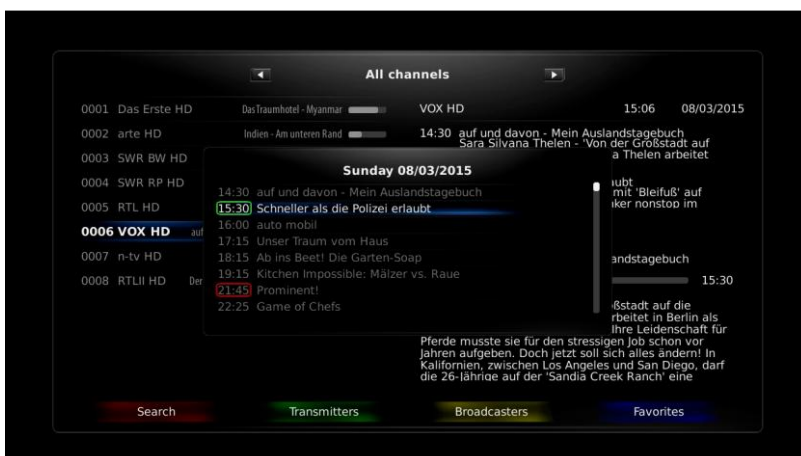 All channels
0001 Das Erste HD DasTraumhotel - Myanmar
0002 arte HD Indien - Am unteren Rand
0003 SWR BW HD
0004 SWR RP HD
0005 RTL HD
0006 VOX HD auf
0007 n-tv HD
0008 RTLII HD Der
VOX HD 15:06 08/03/2015
14:30 auf und davon - Mein Auslandstagebuch
Sara Silvana Thelen - 'Von der Großstadt auf
a Thelen arbeitet
aubt
mit 'Bleifuß' auf
ker nonstop im
Sunday 08/03/2015
14:30 auf und davon - Mein Auslandstagebuch
15:30 Schneller als die Polizei erlaubt
16:00 auto mobil
17:15 Unser Traum vom Haus
18:15 Ab ins Beet! Die Garten-Soap
19:15 Kitchen Impossible: Mälzer vs. Raue
21:45 Prominent!
22:25 Game of Chefs
andstagebuch
15:30
ßstadt auf die
rbeitet in Berlin als
Ihre Leidenschaft für
Pferde musste sie für den stressigen Job schon vor
Jahren aufgeben. Doch jetzt soll sich alles ändern! In
Kalifornien, zwischen Los Angeles und San Diego, darf
die 26-Jährige auf der 'Sandia Creek Ranch' eine
Search Transmitters Broadcasters Favorites